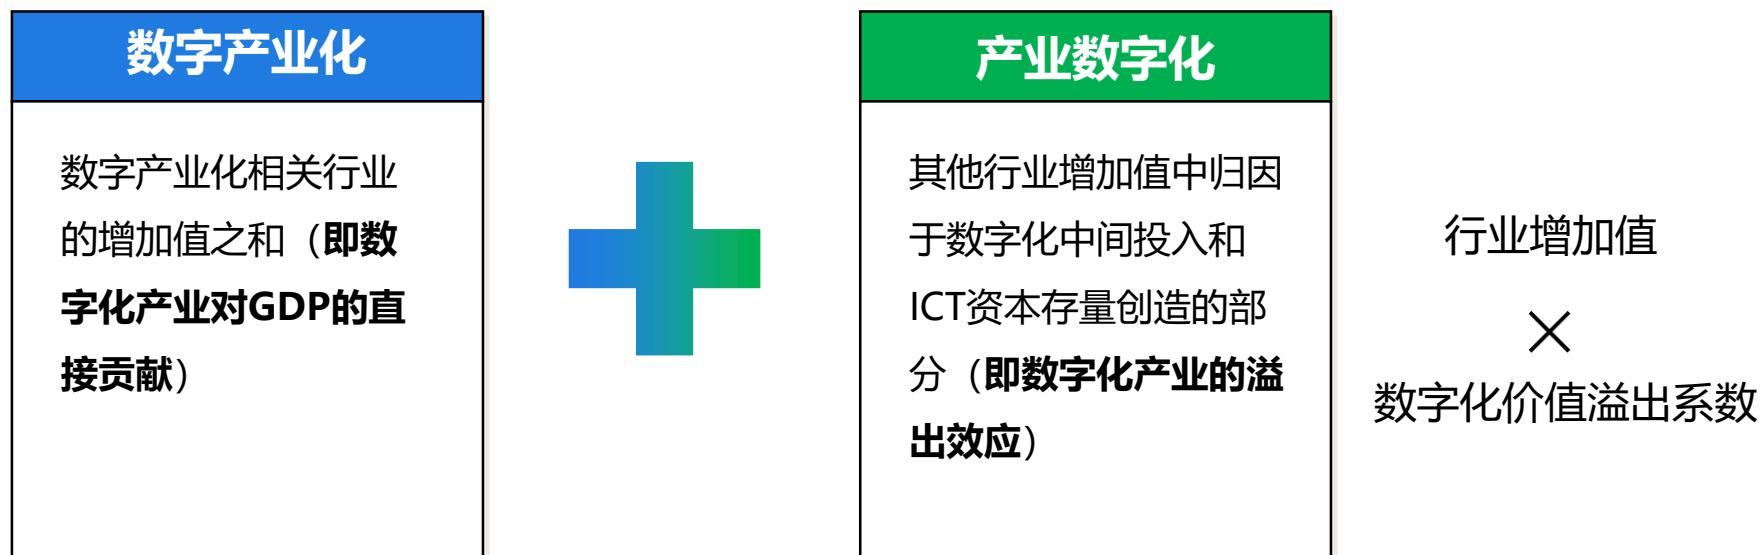 数字产业化
数字产业化相关行业
的增加值之和（即数
字化产业对GDP的直
接贡献）
产业数字化
其他行业增加值中归因
于数字化中间投入和
ICT资本存量创造的部
分（即数字化产业的溢
出效应）
行业增加值
×
数字化价值溢出系数